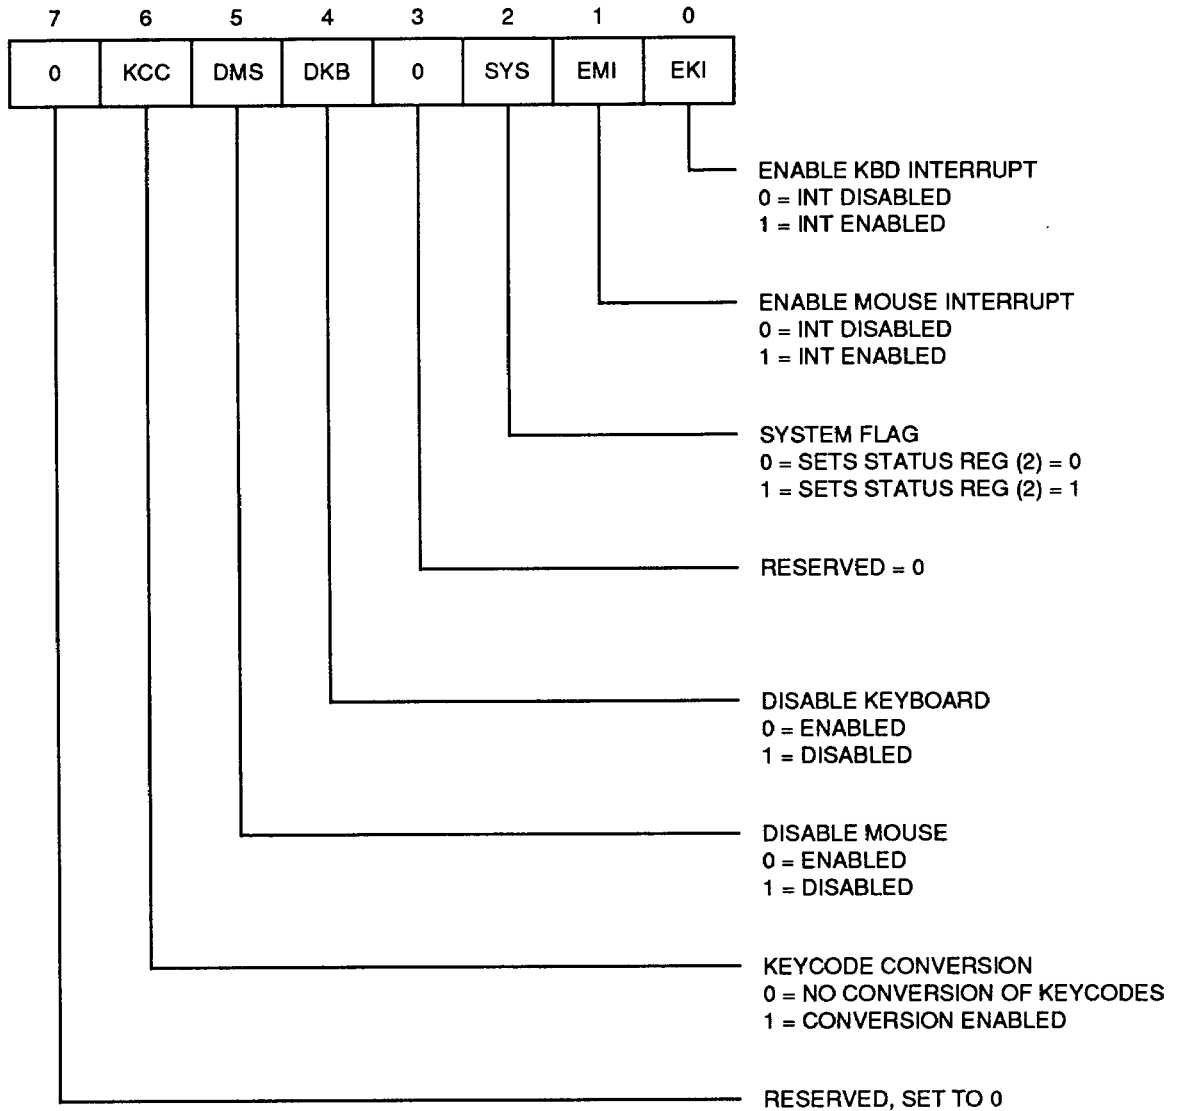 7 6 5 4 3 2 1 0
0 KCC DMS DKB 0 SYS EMI EKI
ENABLE KBD INTERRUPT
0 = INT DISABLED
1 = INT ENABLED
ENABLE MOUSE INTERRUPT
0 = INT DISABLED
1 = INT ENABLED
SYSTEM FLAG
0 = SETS STATUS REG (2) = 0
1 = SETS STATUS REG (2) = 1
RESERVED = 0
DISABLE KEYBOARD
0 = ENABLED
1 = DISABLED
DISABLE MOUSE
0 = ENABLED
1 = DISABLED
KEYCODE CONVERSION
0 = NO CONVERSION OF KEYCODES
1 = CONVERSION ENABLED
RESERVED, SET TO 0